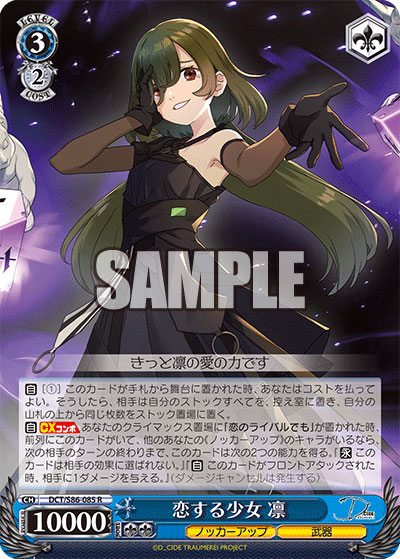 LEVEL
3
2
COST
SAMPLE
きっと凛の愛の力です
自[⑴] このカードが手札から舞台に置かれた時、あなたはコストを払って
よい。そうしたら、相手は自分のストックすべてを、控え室に置き、自分の
山札の上から同じ枚数をストック置場に置く。
自 CXコンボ あなたのクライマックス置場に「恋のライバルでも」が置かれた時、
前列にこのカードがいて、他のあなたの《ノッカーアップ》のキャラがいるなら、
次の相手のターンの終わりまで、このカードは次の2つの能力を得る。『永 この
カードは相手の効果に選ばれない。』『自 このカードがフロントアタックされた
時、相手に1ダメージを与える。』(ダメージキャンセルは発生する)
CH DCT/S86-085 R
恋する少女 凛
10000
ノッカーアップ
武器
©D_CIDE TRAUMEREI PROJECT